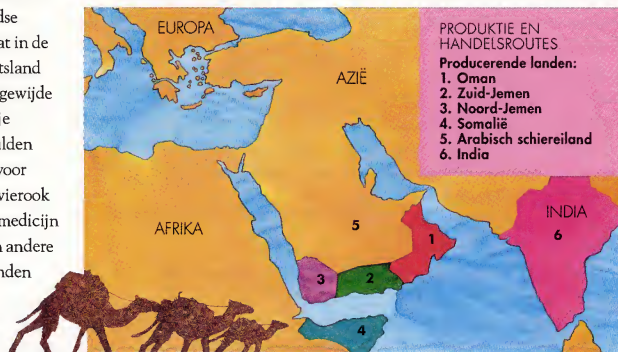 dse
at in de
tsland
gewijde
je
lden
voor
wierook
medicijn
n andere
nden
EUROPA
AZIË
AFRIKA
INDIA
PRODUKTIE EN
HANDELSROUTES
Producerende landen:
1. Oman
2. Zuid-Jemen
3. Noord-Jemen
4. Somalië
5. Arabisch schiereiland
6. India
5
1
6
3
2
4